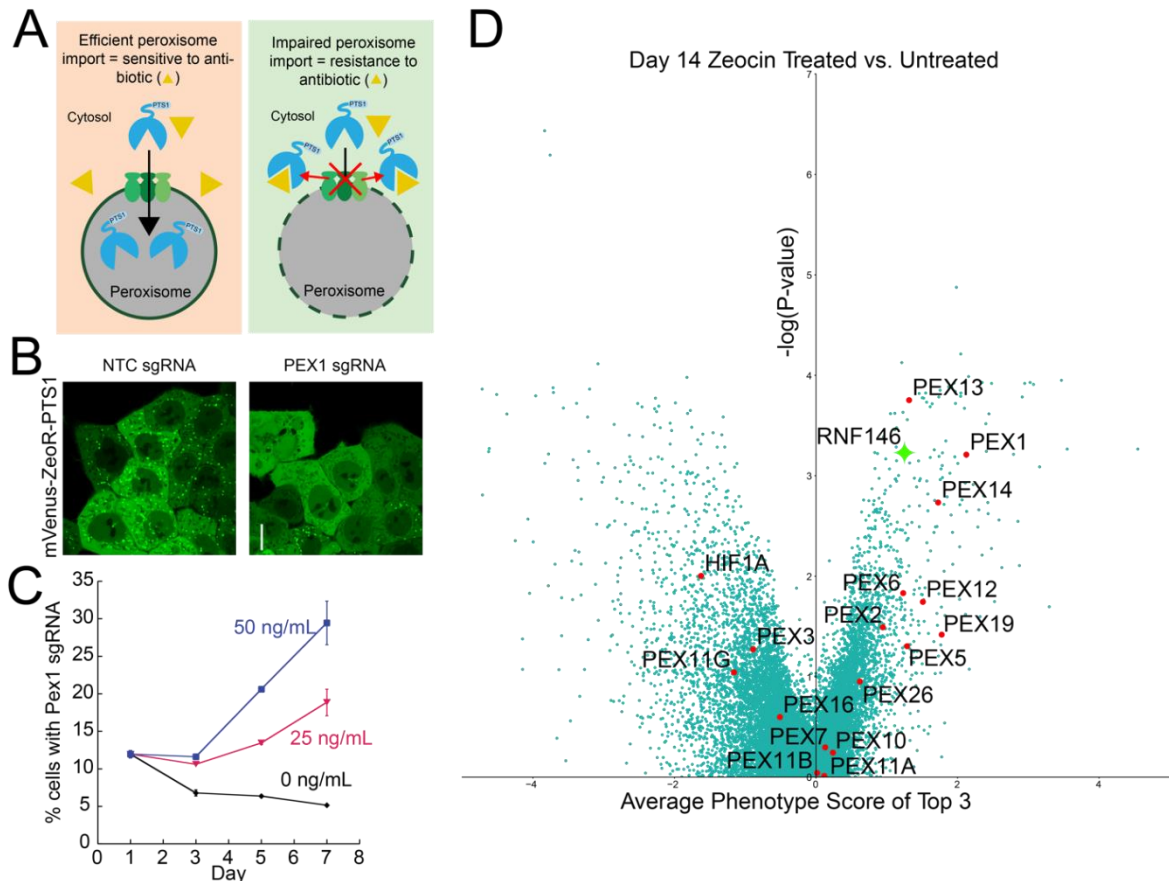 A
Efficient peroxisome
import = sensitive to anti-
biotic ( )
Cytosol
PTS1
PTS1
PTS1
Peroxisome
Impaired peroxisome
import = resistance to
antibiotic ( )
Cytosol
PTS1
PTS1
PTS1
Peroxisome
B
NTC sgRNA
PEX1 sgRNA
mVenus-ZeoR-PTS1
C
% cells with Pex1 sgRNA
35
30
25
20
15
10
5
0
50 ng/mL
25 ng/mL
0 ng/mL
0 1 2 3 4 5 6 7 8
Day
D
Day 14 Zeocin Treated vs. Untreated
-log(P-value)
7
6
5
4
3
2
1
0
PEX13
RNF146
PEX1
PEX14
HIF1A
PEX6
PEX12
PEX2
PEX19
PEX3
PEX5
PEX11G
PEX26
PEX16
PEX7
PEX10
PEX11B
PEX11A
−4 −2 0 2 4
Average Phenotype Score of Top 3